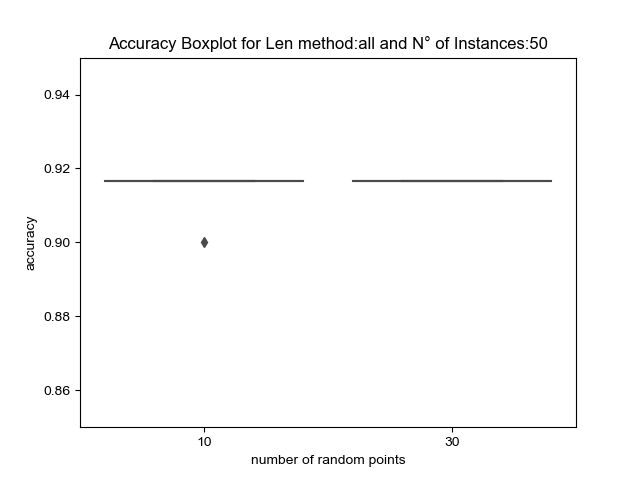 Accuracy Boxplot for Len method:all and N° of Instances:50
0.94
0.92
0.90
0.88
0.86
accuracy
10
30
number of random points